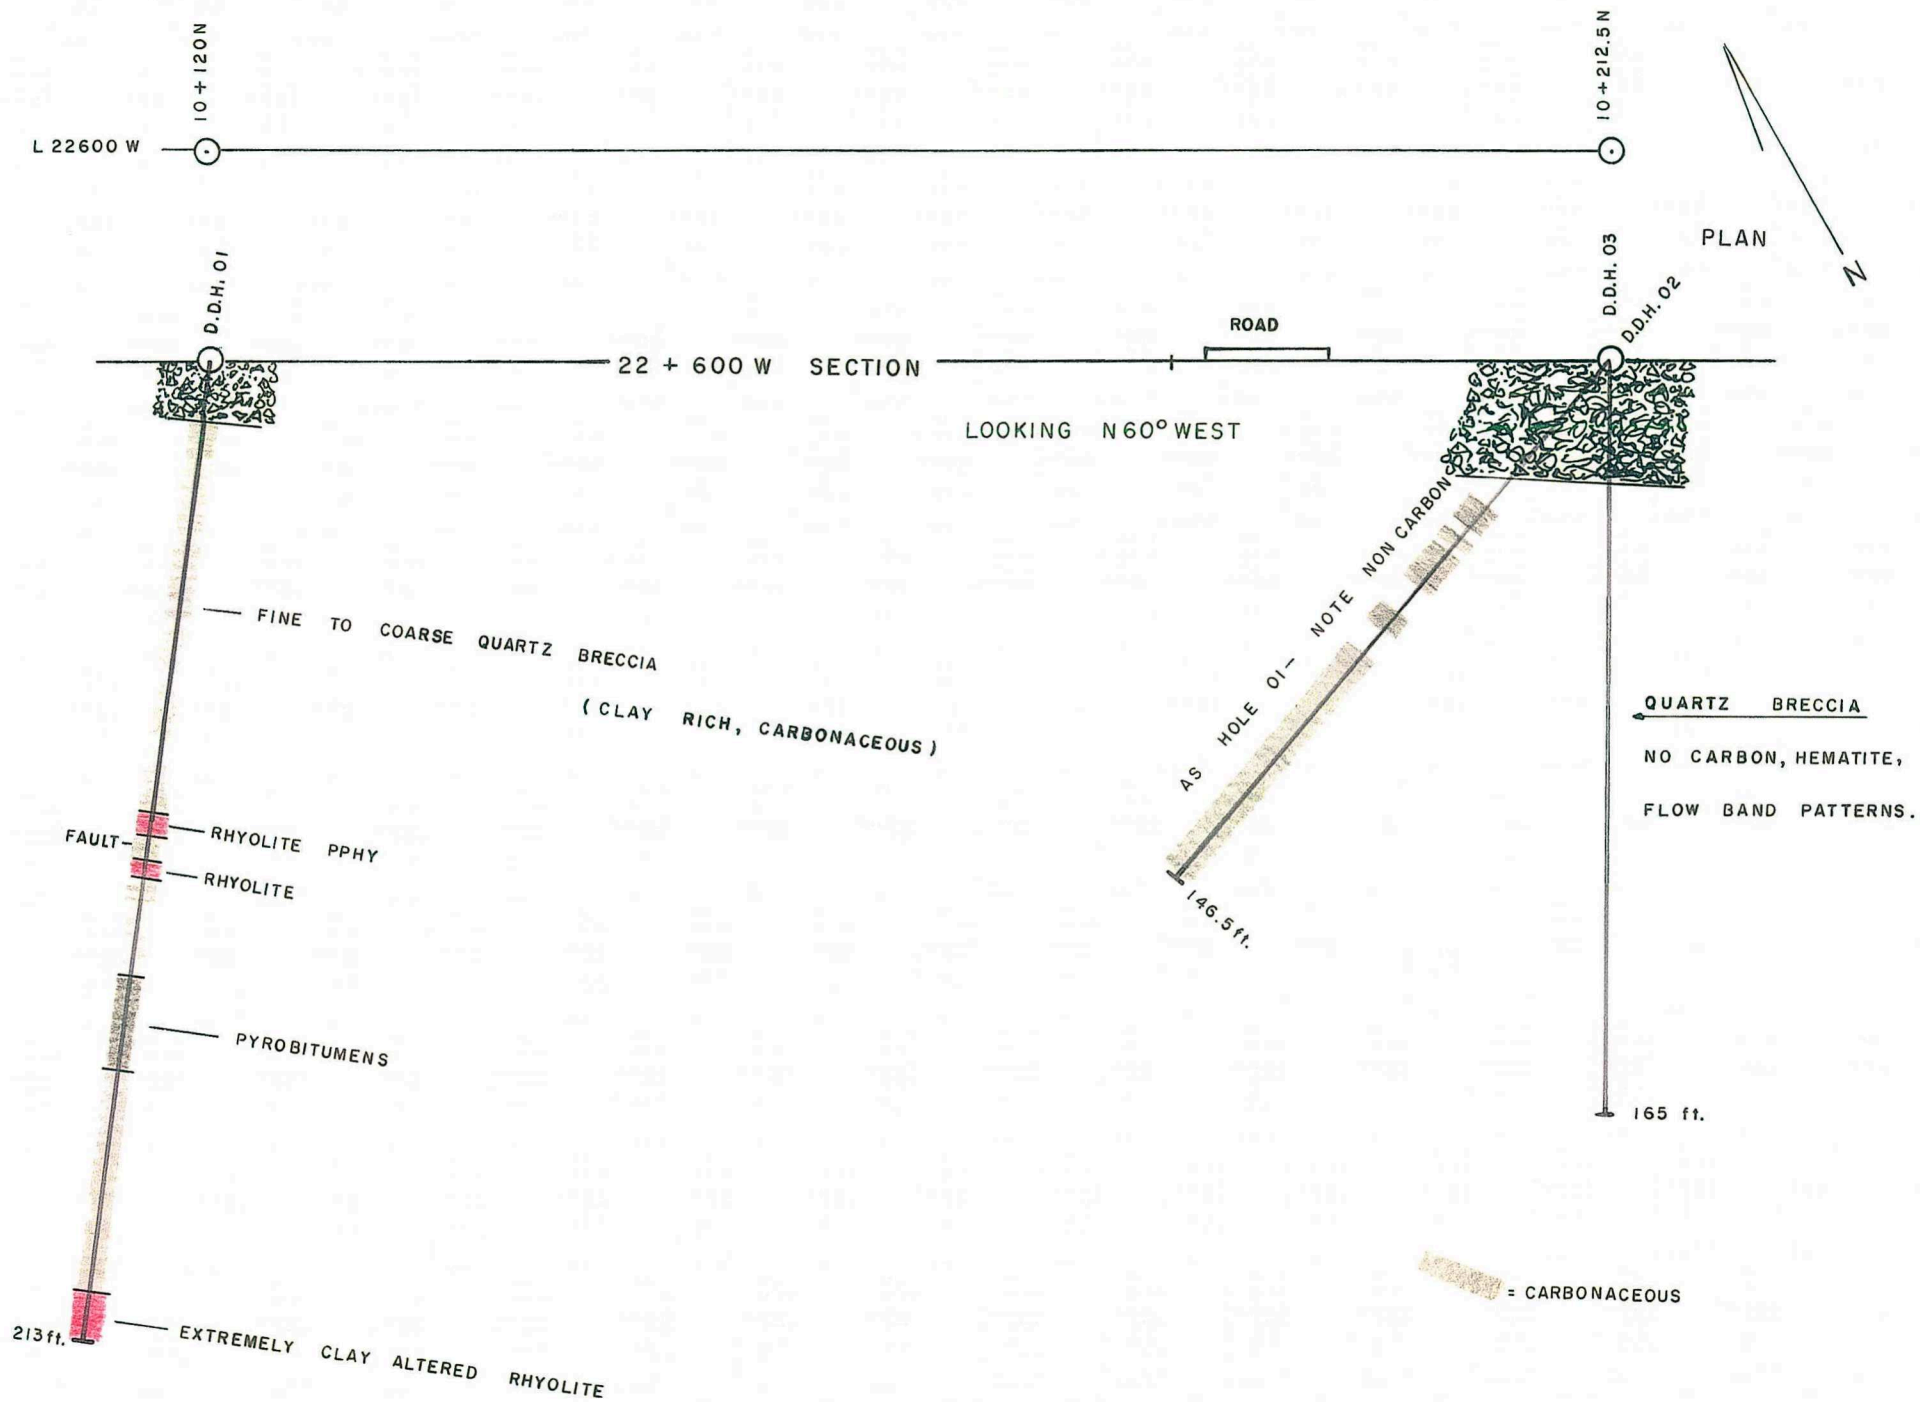 10+120N
10+212.5N
L 22600 W
PLAN
N
D.D.H. 01
D.D.H. 03
D.D.H. 02
ROAD
22 + 600 W SECTION
LOOKING N60° WEST
AS HOLE 01 - NOTE NON CARBON
FINE TO COARSE QUARTZ BRECCIA
(CLAY RICH, CARBONACEOUS)
QUARTZ BRECCIA
NO CARBON, HEMATITE,
FLOW BAND PATTERNS.
RHYOLITE PPHY
FAULT
RHYOLITE
146.5 ft.
PYROBITUMENS
165 ft.
= CARBONACEOUS
213 ft.
EXTREMELY CLAY ALTERED RHYOLITE